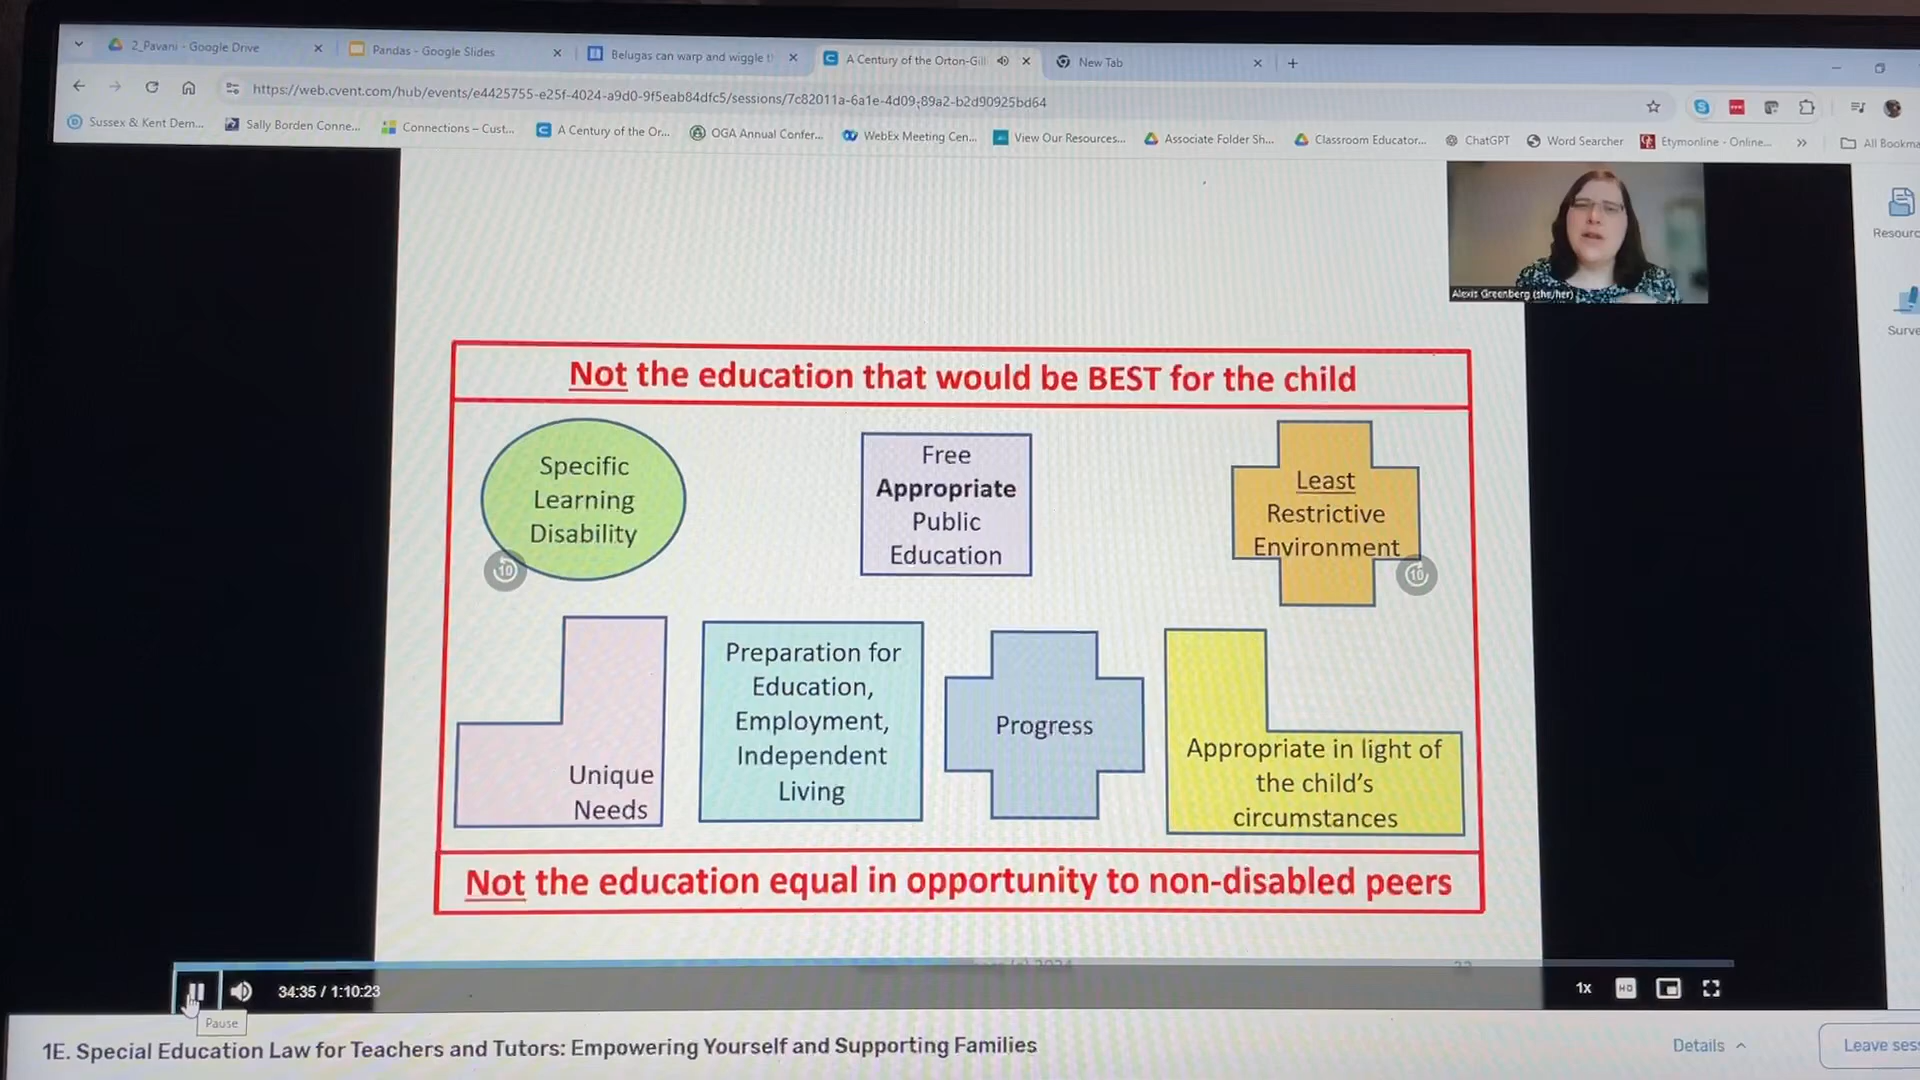 2_Pavani - Google Drive
Pandas - Google Slides
Belugas can warp and wiggle t
A Century of the Orton-Gill
New Tab
https://web.cvent.com/hub/events/e4425755-e25f-4024-a9d0-9f5eab84dfc5/sessions/7c82011a-6a1e-4d09-89a2-b2d90925bd64
Sussex & Kent Dem...
Sally Borden Conne...
Connections – Cust...
A Century of the Or...
OGA Annual Confer...
WebEx Meeting Cen...
View Our Resources...
Associate Folder Sh...
Classroom Educator...
ChatGPT
Word Searcher
Etymonline - Online...
All Bookma
Alexis Greenberg (she/her)
Resourc
Surve
Not the education that would be BEST for the child
Specific
Learning
Disability
Free
Appropriate
Public
Education
Least
Restrictive
Environment
10
10
Unique
Needs
Preparation for
Education,
Employment,
Independent
Living
Progress
Appropriate in light of
the child's
circumstances
Not the education equal in opportunity to non-disabled peers
34:35 / 1:10:23
1x
HD
Pause
1E. Special Education Law for Teachers and Tutors: Empowering Yourself and Supporting Families
Details
Leave ses